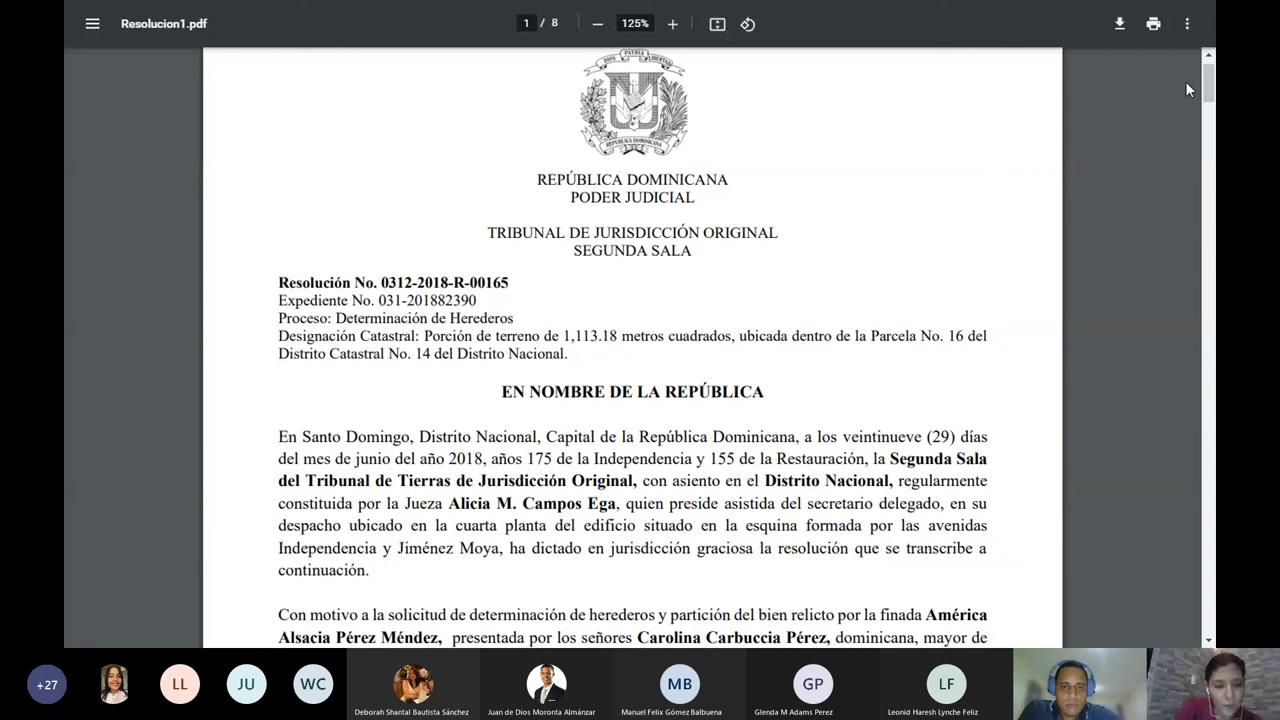 Resolucion1.pdf
1 / 8
125%
DIOS PATRIA LIBERTAD
REPUBLICA DOMINICANA
REPÚBLICA DOMINICANA
PODER JUDICIAL
TRIBUNAL DE JURISDICCIÓN ORIGINAL
SEGUNDA SALA
Resolución No. 0312-2018-R-00165
Expediente No. 031-201882390
Proceso: Determinación de Herederos
Designación Catastral: Porción de terreno de 1,113.18 metros cuadrados, ubicada dentro de la Parcela No. 16 del
Distrito Catastral No. 14 del Distrito Nacional.
EN NOMBRE DE LA REPÚBLICA
En Santo Domingo, Distrito Nacional, Capital de la República Dominicana, a los veintinueve (29) días
del mes de junio del año 2018, años 175 de la Independencia y 155 de la Restauración, la Segunda Sala
del Tribunal de Tierras de Jurisdicción Original, con asiento en el Distrito Nacional, regularmente
constituida por la Jueza Alicia M. Campos Ega, quien preside asistida del secretario delegado, en su
despacho ubicado en la cuarta planta del edificio situado en la esquina formada por las avenidas
Independencia y Jiménez Moya, ha dictado en jurisdicción graciosa la resolución que se transcribe a
continuación.
Con motivo a la solicitud de determinación de herederos y partición del bien relicto por la finada América
Alsacia Pérez Méndez, presentada por los señores Carolina Carbuccia Pérez, dominicana, mayor de
+27
LL
JU
WC
MB
GP
LF
Deborah Shantal Bautista Sánchez
Juan de Dios Moronta Almánzar
Manuel Felix Gómez Balbuena
Glenda M Adams Perez
Leonid Haresh Lynche Feliz